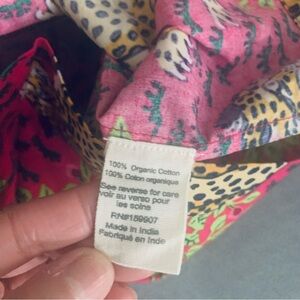 100% Organic Cotton
100% Coton organique
See reverse for care
Voir au verso pour
les soins
RN#159907
Made in India
Fabriqué en Inde